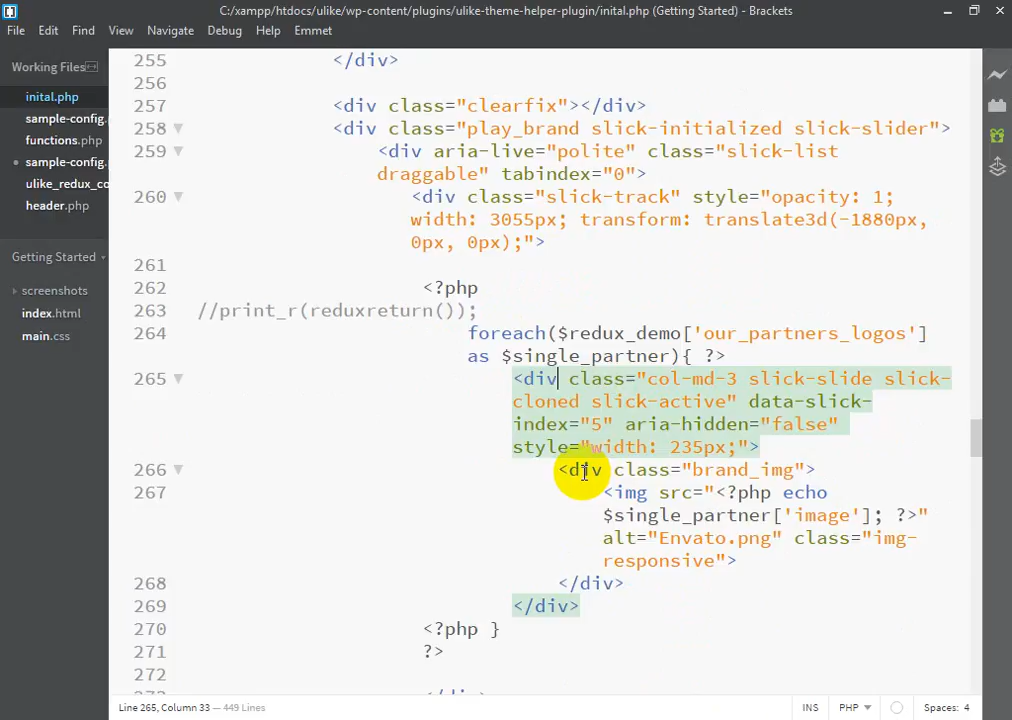 C:/xampp/htdocs/ulike/wp-content/plugins/ulike-theme-helper-plugin/inital.php (Getting Started) - Brackets
File Edit Find View Navigate Debug Help Emmet
Working Files
inital.php
sample-config.
functions.php
sample-config.
ulike_redux_co
header.php
Getting Started
screenshots
index.html
main.css
255 </div>
256
257 <div class="clearfix"></div>
258 <div class="play_brand slick-initialized slick-slider">
259 <div aria-live="polite" class="slick-list
draggable" tabindex="0">
260 <div class="slick-track" style="opacity: 1;
width: 3055px; transform: translate3d(-1880px,
0px, 0px);">
261
262 <?php
263 //print_r(reduxreturn());
264 foreach($redux_demo['our_partners_logos']
as $single_partner){ ?>
265 <div class="col-md-3 slick-slide slick-
cloned slick-active" data-slick-
index="5" aria-hidden="false"
style="width: 235px;">
266 <div class="brand_img">
267 <img src="<?php echo
$single_partner['image']; ?>"
alt="Envato.png" class="img-
responsive">
268 </div>
269 </div>
270 <?php }
271 ?>
272
Line 265, Column 33 — 449 Lines
INS PHP Spaces: 4